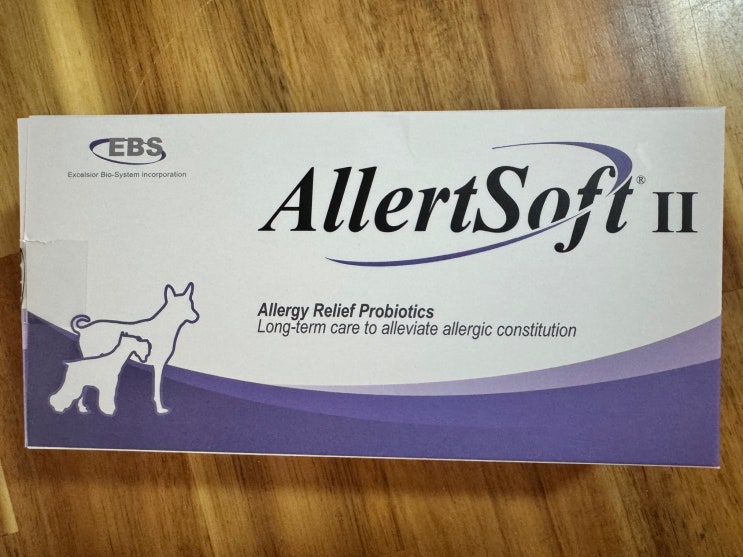 EBS
Excelsior Bio-System incorporation
AllertSoft® II
Allergy Relief Probiotics
Long-term care to alleviate allergic constitution